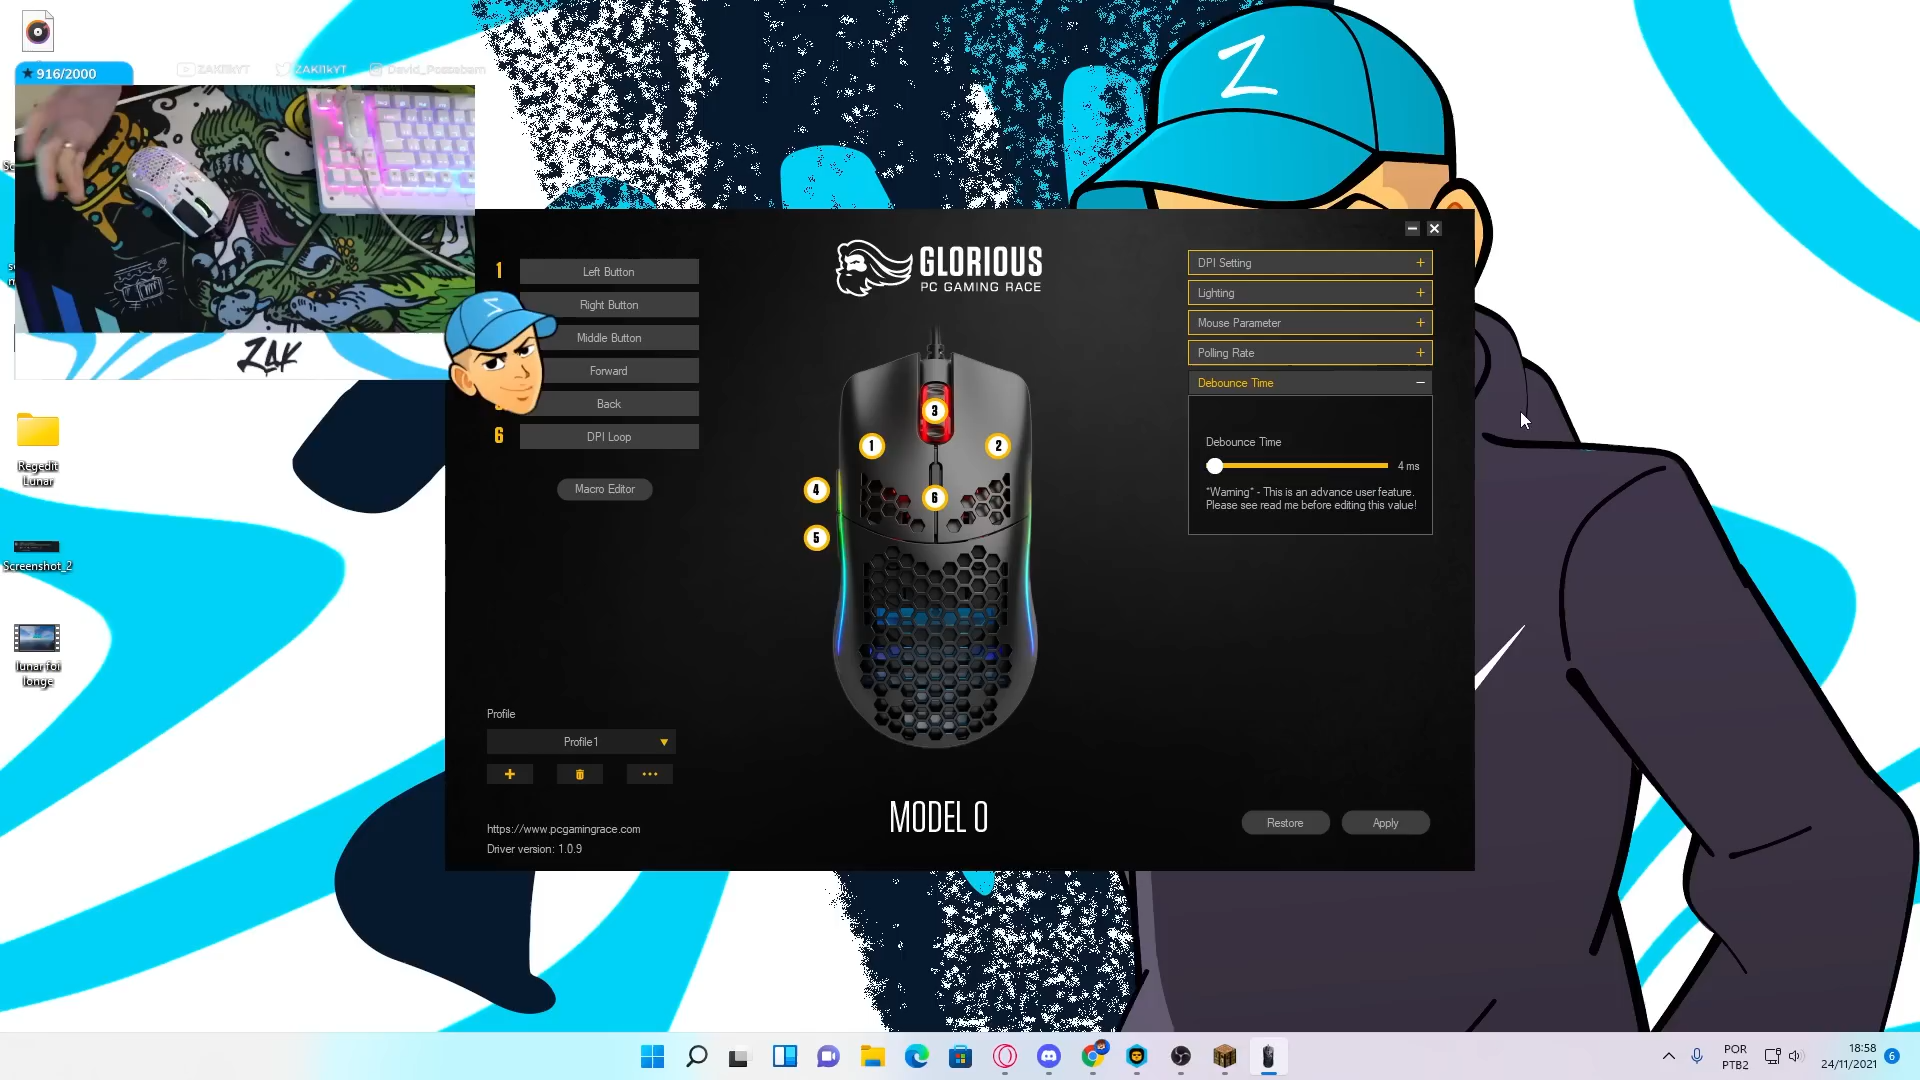 ★ 916/2000
ZAKI1kYT
ZAKI1kYT
David_Possebam
ZAK
Z
Regedit
Lunar
Screenshot_2
lunar foi
longe
1
Left Button
Right Button
Middle Button
Forward
Back
6
DPI Loop
Macro Editor
GLORIOUS
PC GAMING RACE
1
2
3
4
5
6
DPI Setting +
Lighting +
Mouse Parameter +
Polling Rate +
Debounce Time −
Debounce Time
4 ms
"Warning" - This is an advance user feature.
Please see read me before editing this value!
Profile
Profile1
https://www.pcgamingrace.com
Driver version: 1.0.9
MODEL O
Restore
Apply
POR
PTB2
18:58
24/11/2021
6